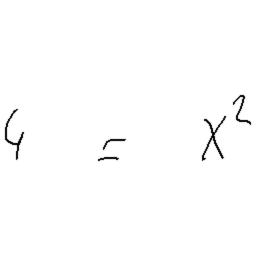 4 = x²